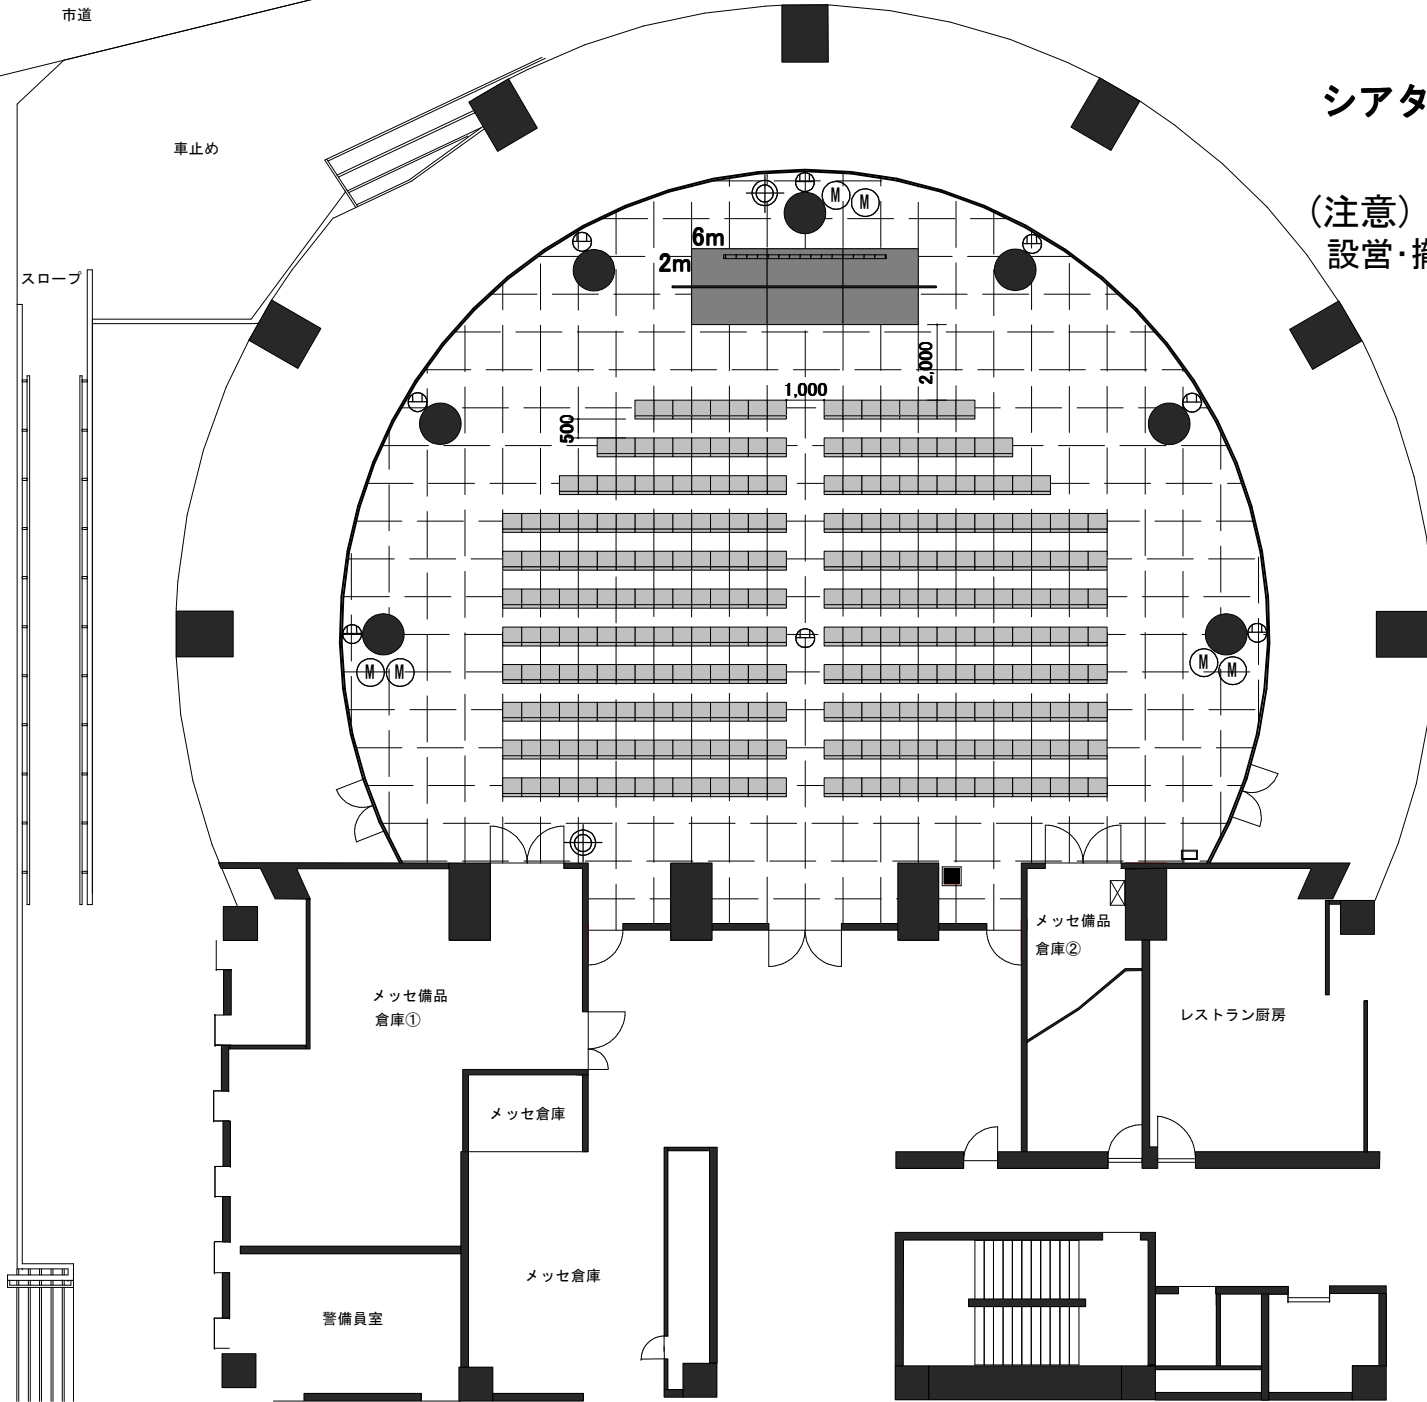 市道
シアタ
車止め
(注意)
設営・撤
スロープ
M
M
6m
2m
1,000
2,000
500
M
M
M
M
メッセ備品
倉庫②
メッセ備品
倉庫①
レストラン厨房
メッセ倉庫
メッセ倉庫
警備員室